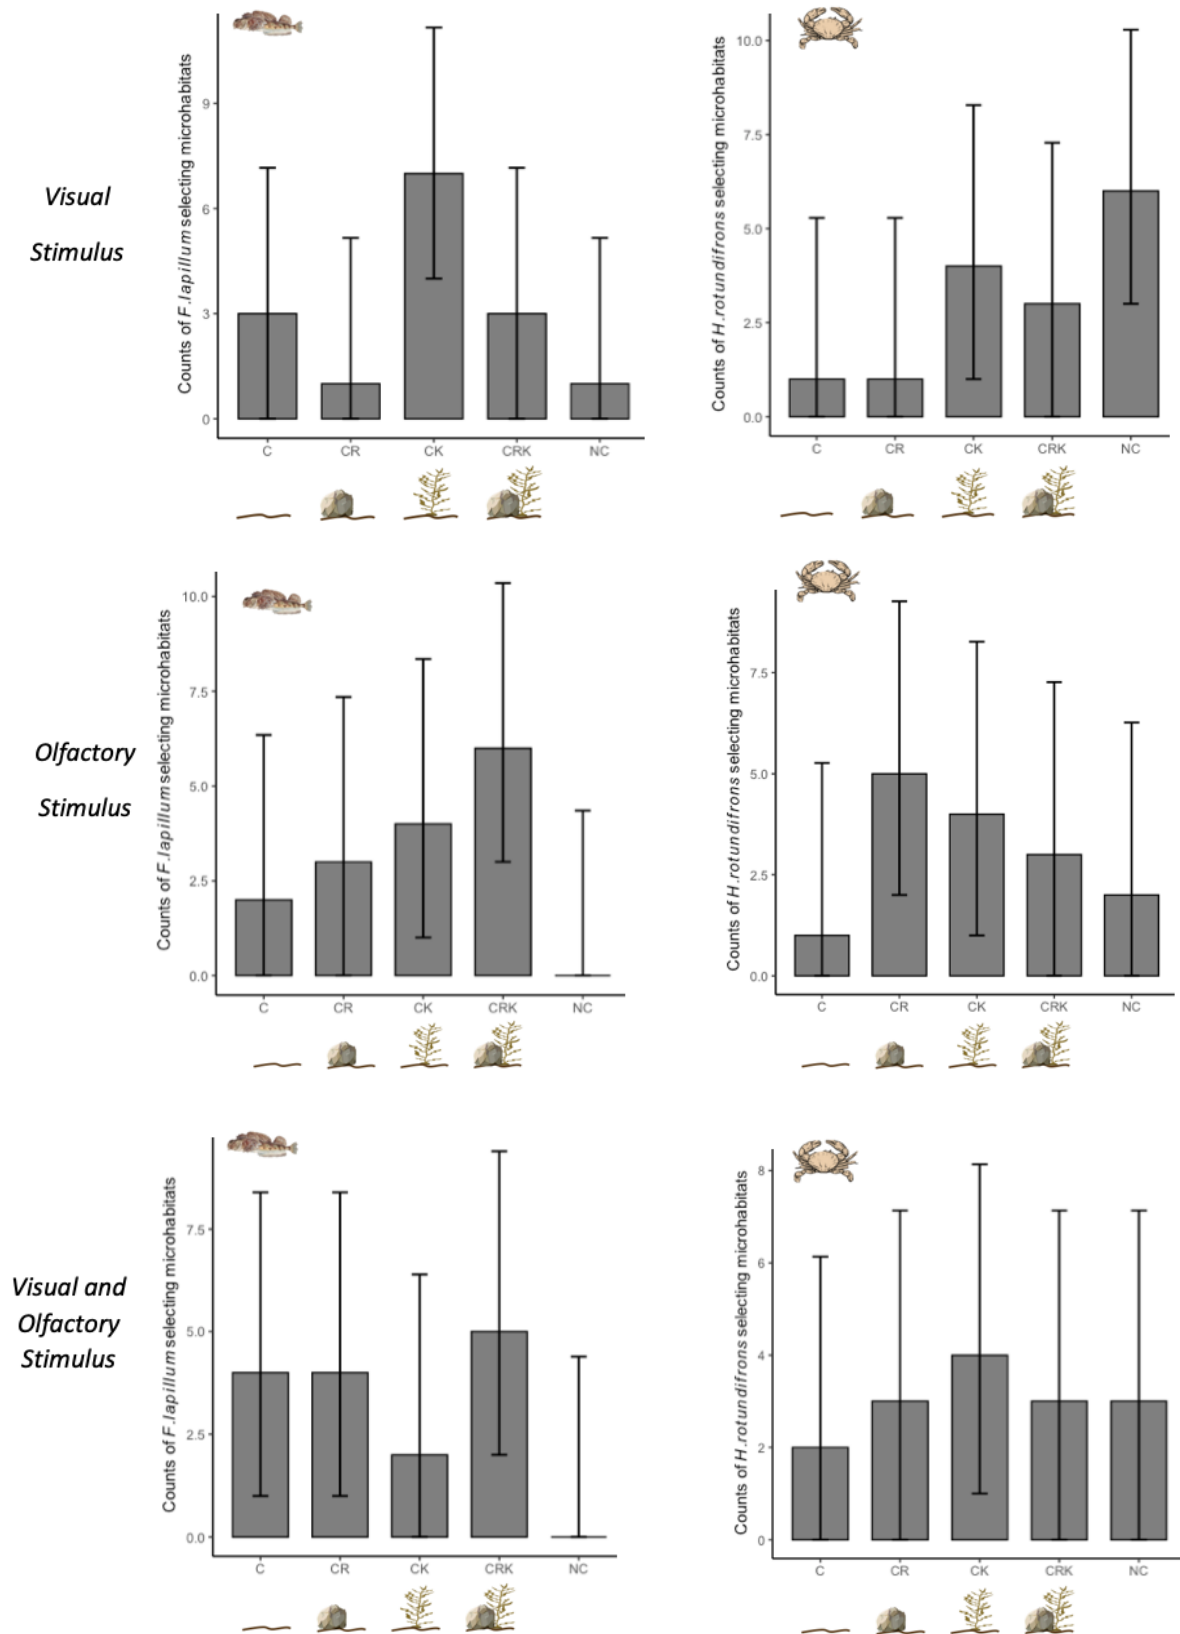 Visual
Stimulus
Counts of F.lapillum selecting microhabitats
9
6
3
0
C CR CK CRK NC
Counts of H.rotundifrons selecting microhabitats
10.0
7.5
5.0
2.5
0.0
C CR CK CRK NC
Olfactory
Stimulus
Counts of F.lapillum selecting microhabitats
10.0
7.5
5.0
2.5
0.0
C CR CK CRK NC
Counts of H.rotundifrons selecting microhabitats
7.5
5.0
2.5
0.0
C CR CK CRK NC
Visual and
Olfactory
Stimulus
Counts of F.lapillum selecting microhabitats
7.5
5.0
2.5
0.0
C CR CK CRK NC
Counts of H.rotundifrons selecting microhabitats
8
6
4
2
0
C CR CK CRK NC